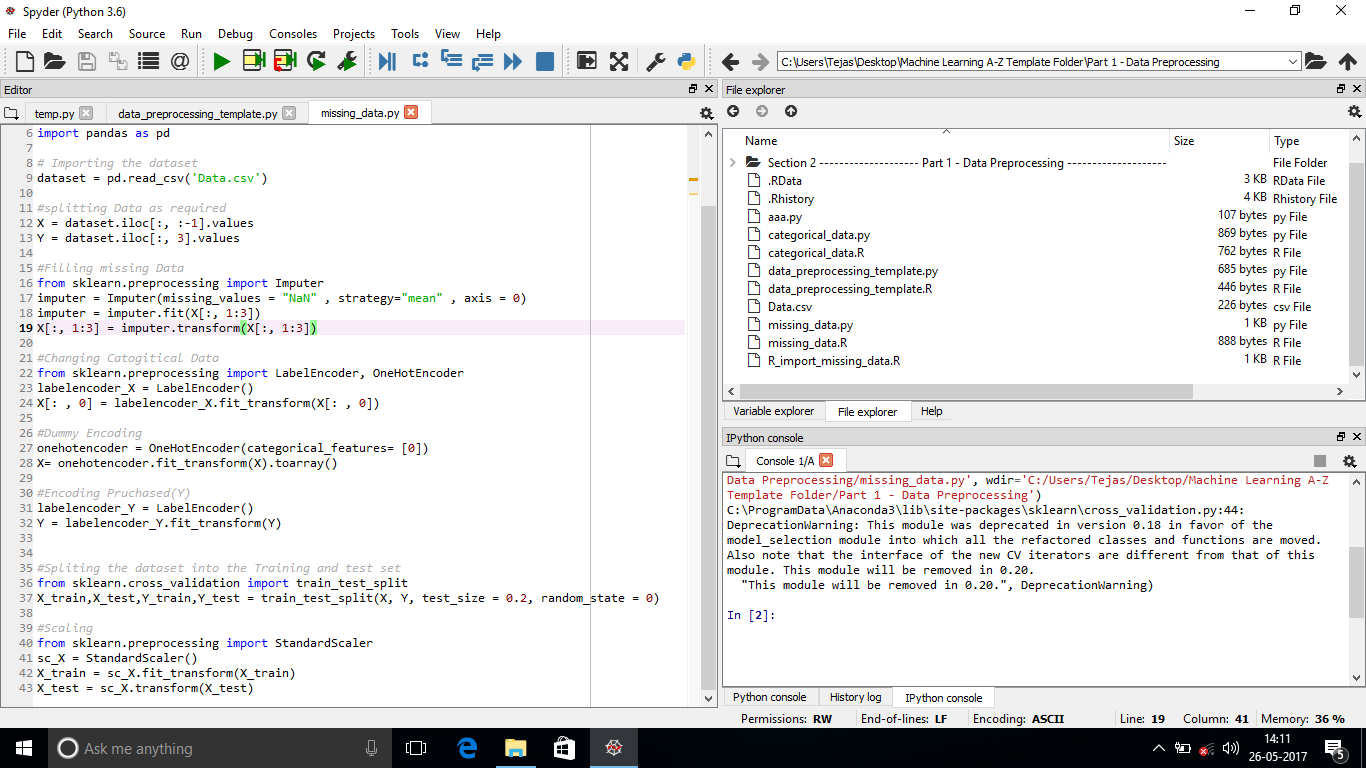 Spyder (Python 3.6)
File Edit Search Source Run Debug Consoles Projects Tools View Help
C:\Users\Tejas\Desktop\Machine Learning A-Z Template Folder\Part 1 - Data Preprocessing
Editor
temp.py data_preprocessing_template.py missing_data.py
6 import pandas as pd
7
8 # Importing the dataset
9 dataset = pd.read_csv('Data.csv')
10
11 #splitting Data as required
12 X = dataset.iloc[:, :-1].values
13 Y = dataset.iloc[:, 3].values
14
15 #Filling missing Data
16 from sklearn.preprocessing import Imputer
17 imputer = Imputer(missing_values = "NaN" , strategy="mean" , axis = 0)
18 imputer = imputer.fit(X[:, 1:3])
19 X[:, 1:3] = imputer.transform(X[:, 1:3])
20
21 #Changing Catogitical Data
22 from sklearn.preprocessing import LabelEncoder, OneHotEncoder
23 labelencoder_X = LabelEncoder()
24 X[: , 0] = labelencoder_X.fit_transform(X[: , 0])
25
26 #Dummy Encoding
27 onehotencoder = OneHotEncoder(categorical_features= [0])
28 X= onehotencoder.fit_transform(X).toarray()
29
30 #Encoding Pruchased(Y)
31 labelencoder_Y = LabelEncoder()
32 Y = labelencoder_Y.fit_transform(Y)
33
34
35 #Spliting the dataset into the Training and test set
36 from sklearn.cross_validation import train_test_split
37 X_train,X_test,Y_train,Y_test = train_test_split(X, Y, test_size = 0.2, random_state = 0)
38
39 #Scaling
40 from sklearn.preprocessing import StandardScaler
41 sc_X = StandardScaler()
42 X_train = sc_X.fit_transform(X_train)
43 X_test = sc_X.transform(X_test)
File explorer
Name Size Type
Section 2 -------------------- Part 1 - Data Preprocessing -------------------- File Folder
.RData 3 KB RData File
.Rhistory 4 KB Rhistory File
aaa.py 107 bytes py File
categorical_data.py 869 bytes py File
categorical_data.R 762 bytes R File
data_preprocessing_template.py 685 bytes py File
data_preprocessing_template.R 446 bytes R File
Data.csv 226 bytes csv File
missing_data.py 1 KB py File
missing_data.R 888 bytes R File
R_import_missing_data.R 1 KB R File
Variable explorer File explorer Help
IPython console
Console 1/A
Data Preprocessing/missing_data.py', wdir='C:/Users/Tejas/Desktop/Machine Learning A-Z
Template Folder/Part 1 - Data Preprocessing')
C:\ProgramData\Anaconda3\lib\site-packages\sklearn\cross_validation.py:44:
DeprecationWarning: This module was deprecated in version 0.18 in favor of the
model_selection module into which all the refactored classes and functions are moved.
Also note that the interface of the new CV iterators are different from that of this
module. This module will be removed in 0.20.
"This module will be removed in 0.20.", DeprecationWarning)
In [2]:
Python console History log IPython console
Permissions: RW End-of-lines: LF Encoding: ASCII Line: 19 Column: 41 Memory: 36 %
Ask me anything
14:11
26-05-2017
5